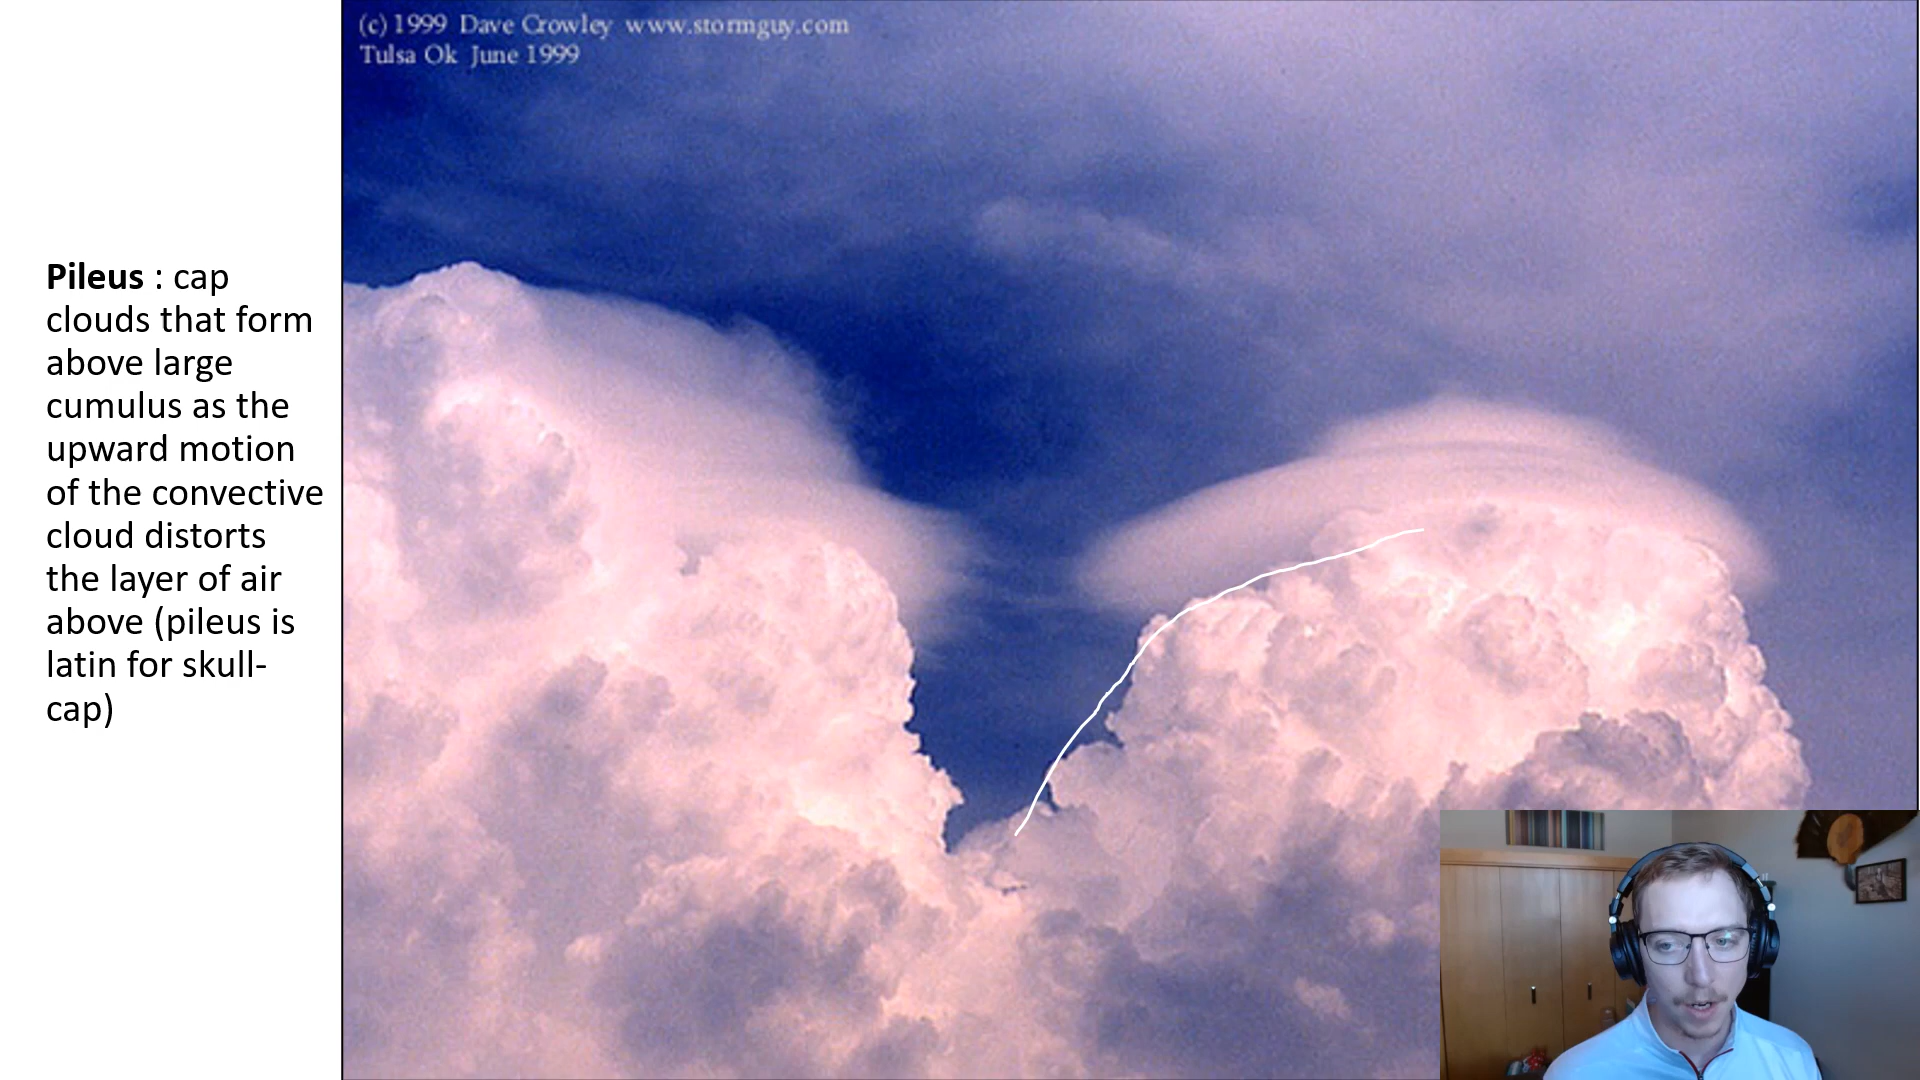 (c) 1999 Dave Crowley www.stormguy.com
Tulsa Ok June 1999
Pileus : cap
clouds that form
above large
cumulus as the
upward motion
of the convective
cloud distorts
the layer of air
above (pileus is
latin for skull-
cap)